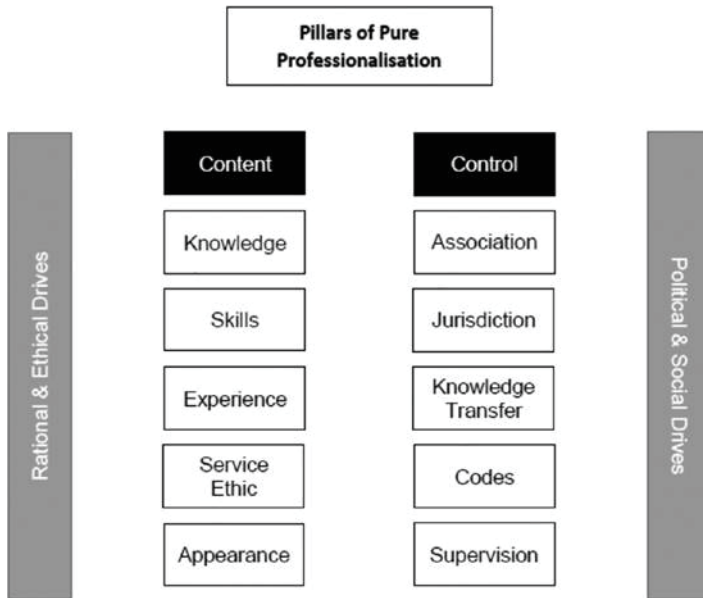 Pillars of Pure
Professionalisation
Rational & Ethical Drives
Content
Knowledge
Skills
Experience
Service
Ethic
Appearance
Control
Association
Jurisdiction
Knowledge
Transfer
Codes
Supervision
Political & Social Drives